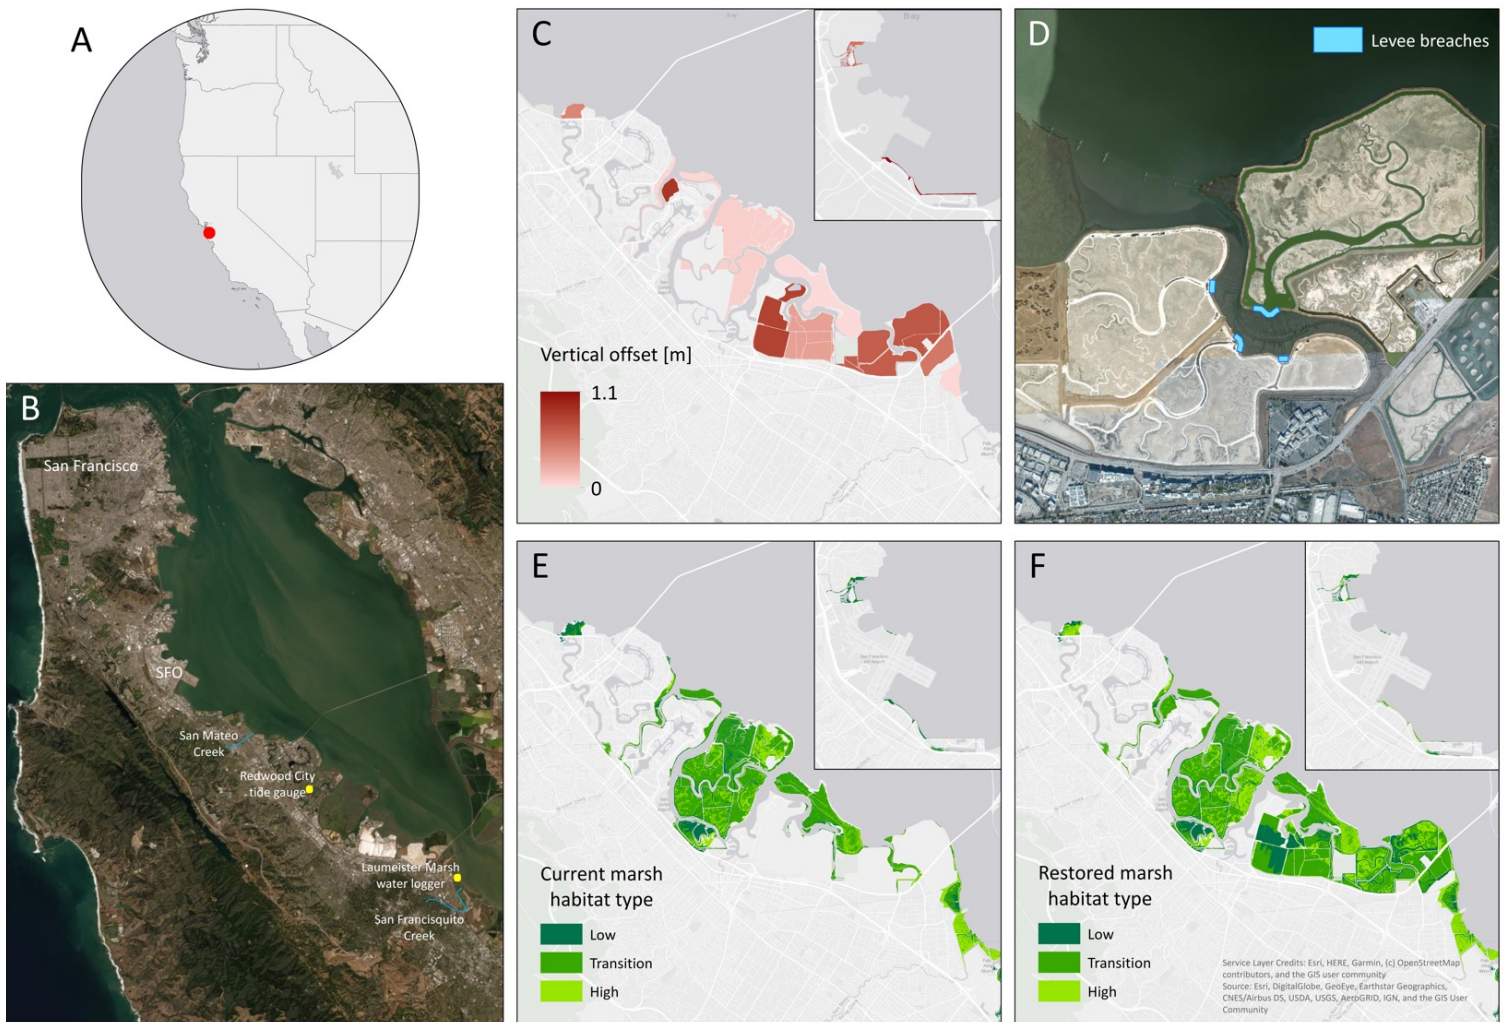 A
B
San Francisco
SFO
San Mateo
Creek
Redwood City
tide gauge
Laumeister Marsh
water logger
San Francisquito
Creek
C
Bay
Vertical offset [m]
1.1
0
D
Levee breaches
E
Current marsh
habitat type
Low
Transition
High
F
Restored marsh
habitat type
Low
Transition
High
Service Layer Credits: Esri, HERE, Garmin, (c) OpenStreetMap
contributors, and the GIS user community
Source: Esri, DigitalGlobe, GeoEye, Earthstar Geographics,
CNES/Airbus DS, USDA, USGS, AeroGRID, IGN, and the GIS User
Community